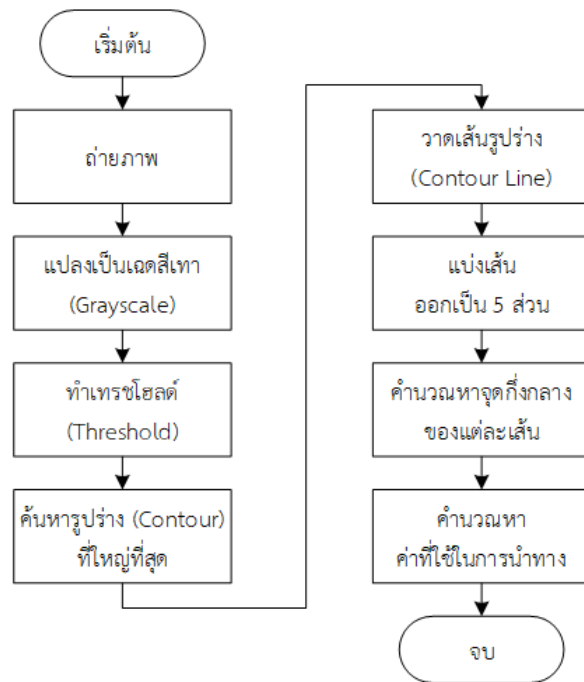 เริ่มต้น
ถ่ายภาพ
แปลงเป็นเฉดสีเทา
(Grayscale)
ทำเทรชโฮลต์
(Threshold)
ค้นหารูปร่าง (Contour)
ที่ใหญ่ที่สุด
วาดเส้นรูปร่าง
(Contour Line)
แบ่งเส้น
ออกเป็น 5 ส่วน
คำนวณหาจุดกึ่งกลาง
ของแต่ละเส้น
คำนวณหา
ค่าที่ใช้ในการนำทาง
จบ